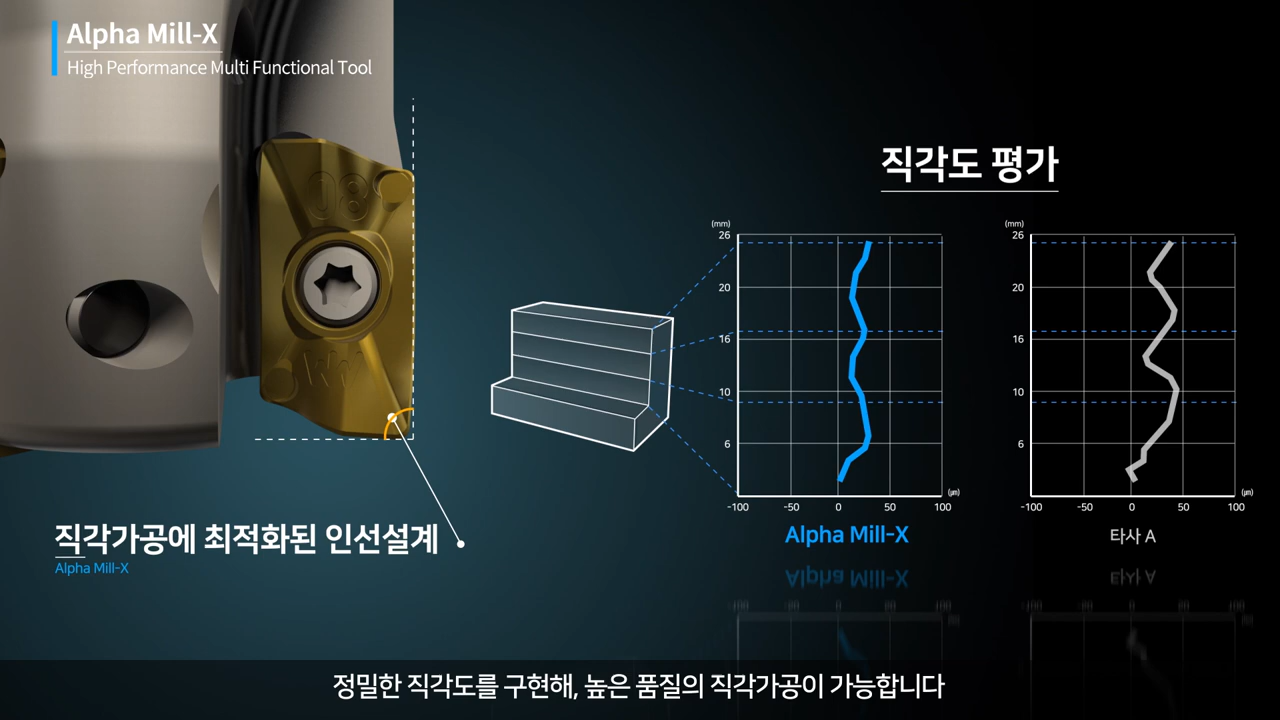 Alpha Mill-X
High Performance Multi Functional Tool
08
직각도 평가
(mm)
26
20
16
10
6
-100 -50 0 50 100
(㎛)
Alpha Mill-X
(mm)
26
20
16
10
6
-100 -50 0 50 100
(㎛)
타사 A
직각가공에 최적화된 인선설계
Alpha Mill-X
정밀한 직각도를 구현해, 높은 품질의 직각가공이 가능합니다